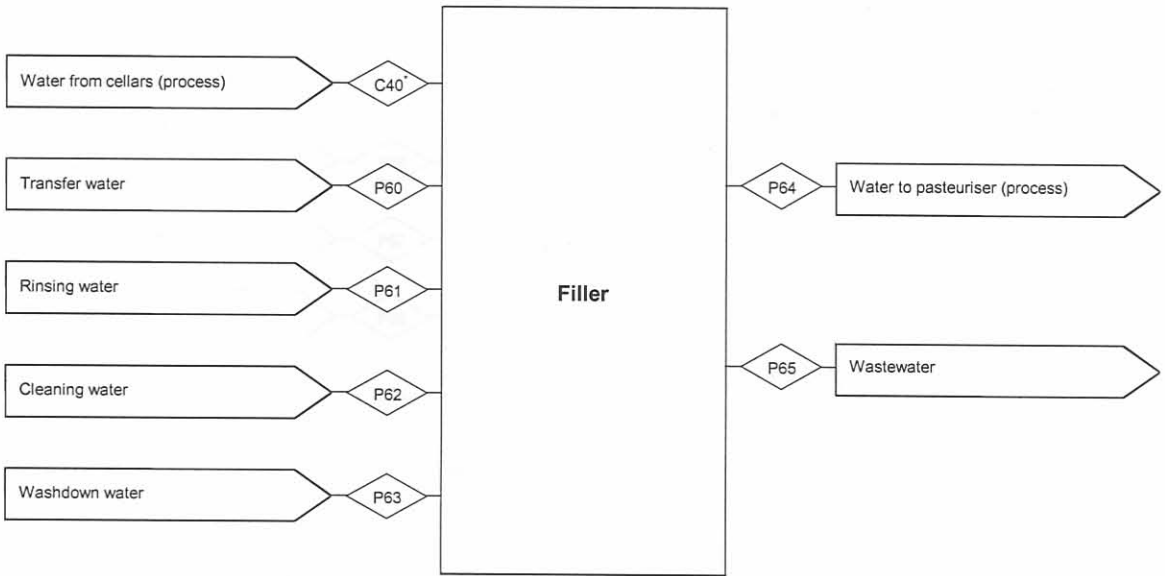 Water from cellars (process)
C40*
Transfer water
P60
Rinsing water
P61
Cleaning water
P62
Washdown water
P63
Filler
P64
Water to pasteuriser (process)
P65
Wastewater